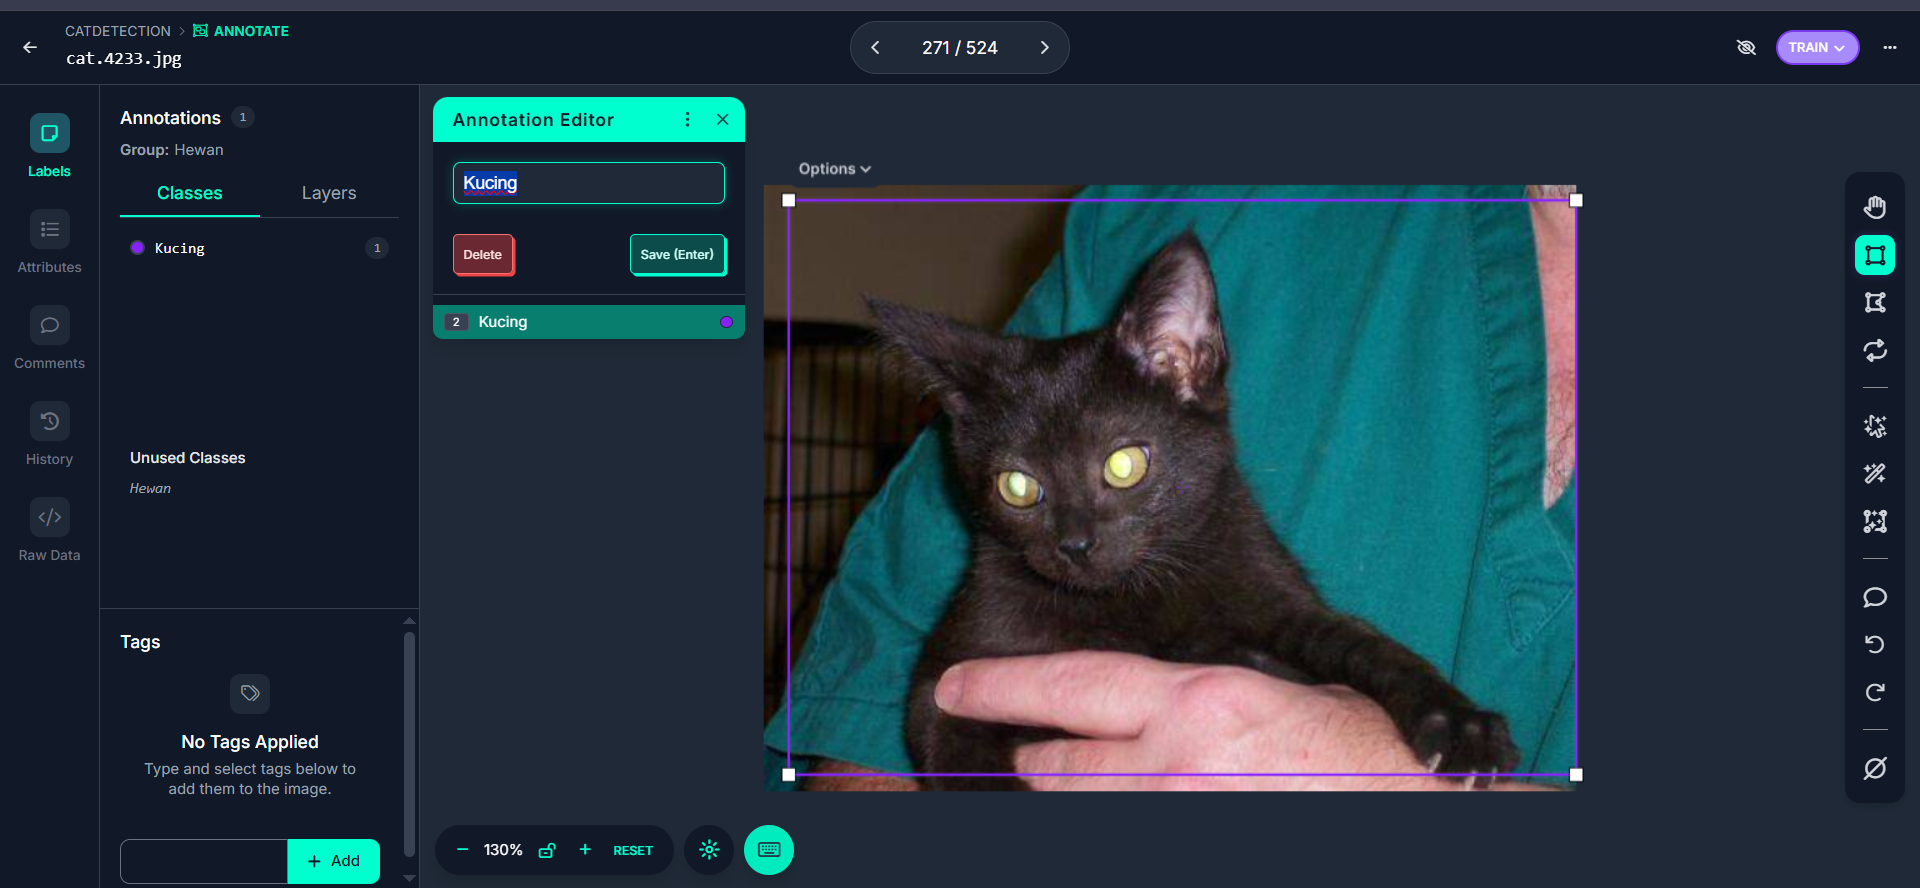 CATDETECTION > ANNOTATE
cat.4233.jpg
271 / 524
TRAIN
Labels
Attributes
Comments
History
Raw Data
Annotations 1
Group: Hewan
Classes Layers
Kucing 1
Unused Classes
Hewan
Tags
No Tags Applied
Type and select tags below to
add them to the image.
+ Add
Annotation Editor
Kucing
Delete Save (Enter)
2 Kucing
Options
130% RESET